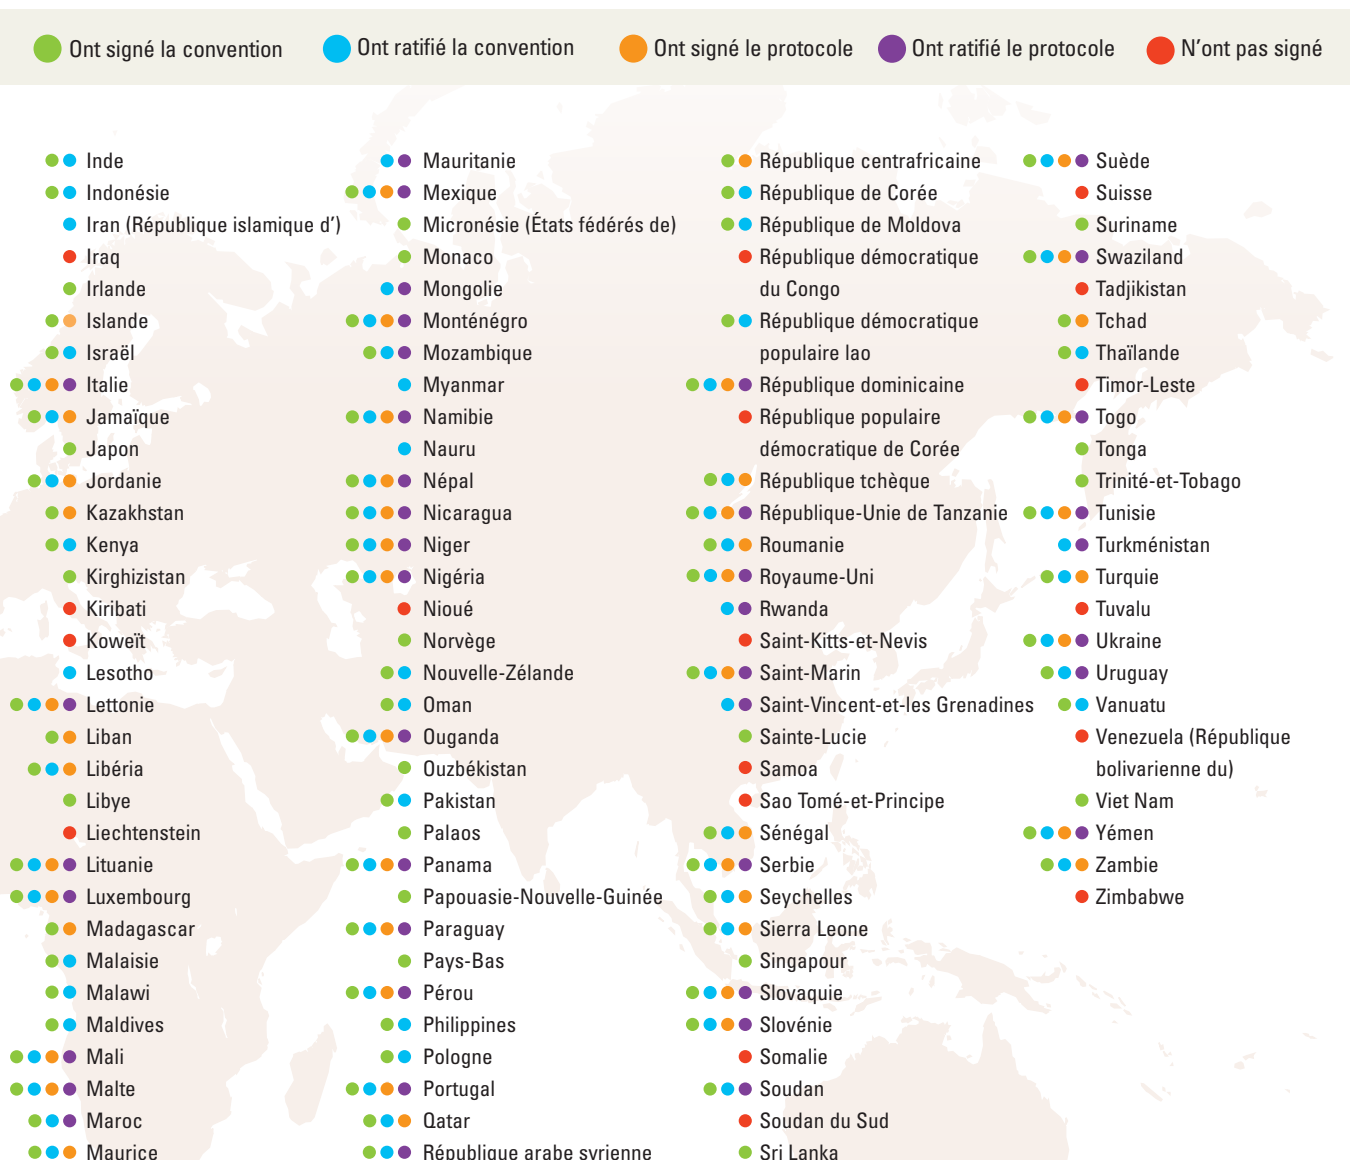 Ont signé la convention
Ont ratifié la convention
Ont signé le protocole
Ont ratifié le protocole
N'ont pas signé
Inde
Indonésie
Iran (République islamique d')
Iraq
Irlande
Islande
Israël
Italie
Jamaïque
Japon
Jordanie
Kazakhstan
Kenya
Kirghizistan
Kiribati
Koweït
Lesotho
Lettonie
Liban
Libéria
Libye
Liechtenstein
Lituanie
Luxembourg
Madagascar
Malaisie
Malawi
Maldives
Mali
Malte
Maroc
Maurice
Mauritanie
Mexique
Micronésie (États fédérés de)
Monaco
Mongolie
Monténégro
Mozambique
Myanmar
Namibie
Nauru
Népal
Nicaragua
Niger
Nigéria
Nioué
Norvège
Nouvelle-Zélande
Oman
Ouganda
Ouzbékistan
Pakistan
Palaos
Panama
Papouasie-Nouvelle-Guinée
Paraguay
Pays-Bas
Pérou
Philippines
Pologne
Portugal
Qatar
République arabe syrienne
République centrafricaine
République de Corée
République de Moldova
République démocratique
du Congo
République démocratique
populaire lao
République dominicaine
République populaire
démocratique de Corée
République tchèque
République-Unie de Tanzanie
Roumanie
Royaume-Uni
Rwanda
Saint-Kitts-et-Nevis
Saint-Marin
Saint-Vincent-et-les Grenadines
Sainte-Lucie
Samoa
Sao Tomé-et-Principe
Sénégal
Serbie
Seychelles
Sierra Leone
Singapour
Slovaquie
Slovénie
Somalie
Soudan
Soudan du Sud
Sri Lanka
Suède
Suisse
Suriname
Swaziland
Tadjikistan
Tchad
Thaïlande
Timor-Leste
Togo
Tonga
Trinité-et-Tobago
Tunisie
Turkménistan
Turquie
Tuvalu
Ukraine
Uruguay
Vanuatu
Venezuela (République
bolivarienne du)
Viet Nam
Yémen
Zambie
Zimbabwe